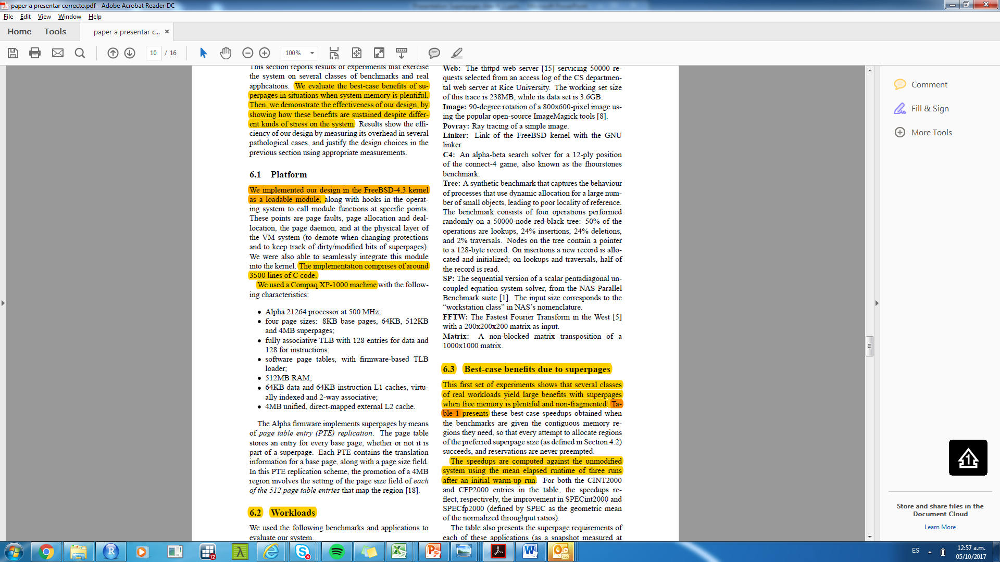 paper a presentar correcto.pdf - Adobe Acrobat Reader DC
File Edit View Window Help
Home Tools paper a presentar c... ×
10 / 16 100%
This section reports results of experiments that exercise
the system on several classes of benchmarks and real
applications. We evaluate the best-case benefits of su-
perpages in situations when system memory is plentiful.
Then, we demonstrate the effectiveness of our design, by
showing how these benefits are sustained despite differ-
ent kinds of stress on the system. Results show the effi-
ciency of our design by measuring its overhead in several
pathological cases, and justify the design choices in the
previous section using appropriate measurements.
6.1 Platform
We implemented our design in the FreeBSD-4.3 kernel
as a loadable module, along with hooks in the operat-
ing system to call module functions at specific points.
These points are page faults, page allocation and deal-
location, the page daemon, and at the physical layer of
the VM system (to demote when changing protections
and to keep track of dirty/modified bits of superpages).
We were also able to seamlessly integrate this module
into the kernel. The implementation comprises of around
3500 lines of C code.
We used a Compaq XP-1000 machine with the follow-
ing characteristics:
• Alpha 21264 processor at 500 MHz;
• four page sizes: 8KB base pages, 64KB, 512KB
and 4MB superpages;
• fully associative TLB with 128 entries for data and
128 for instructions;
• software page tables, with firmware-based TLB
loader;
• 512MB RAM;
• 64KB data and 64KB instruction L1 caches, virtu-
ally indexed and 2-way associative;
• 4MB unified, direct-mapped external L2 cache.
The Alpha firmware implements superpages by means
of page table entry (PTE) replication. The page table
stores an entry for every base page, whether or not it is
part of a superpage. Each PTE contains the translation
information for a base page, along with a page size field.
In this PTE replication scheme, the promotion of a 4MB
region involves the setting of the page size field of each
of the 512 page table entries that map the region [18].
6.2 Workloads
We used the following benchmarks and applications to
evaluate our system.
Web: The thttpd web server [15] servicing 50000 re-
quests selected from an access log of the CS departmen-
tal web server at Rice University. The working set size
of this trace is 238MB, while its data set is 3.6GB.
Image: 90-degree rotation of a 800x600-pixel image us-
ing the popular open-source ImageMagick tools [8].
Povray: Ray tracing of a simple image.
Linker: Link of the FreeBSD kernel with the GNU
linker.
C4: An alpha-beta search solver for a 12-ply position
of the connect-4 game, also known as the fhourstones
benchmark.
Tree: A synthetic benchmark that captures the behaviour
of processes that use dynamic allocation for a large num-
ber of small objects, leading to poor locality of reference.
The benchmark consists of four operations performed
randomly on a 50000-node red-black tree: 50% of the
operations are lookups, 24% insertions, 24% deletions,
and 2% traversals. Nodes on the tree contain a pointer
to a 128-byte record. On insertions a new record is allo-
cated and initialized; on lookups and traversals, half of
the record is read.
SP: The sequential version of a scalar pentadiagonal un-
coupled equation system solver, from the NAS Parallel
Benchmark suite [1]. The input size corresponds to the
“workstation class” in NAS’s nomenclature.
FFTW: The Fastest Fourier Transform in the West [5]
with a 200x200x200 matrix as input.
Matrix: A non-blocked matrix transposition of a
1000x1000 matrix.
6.3 Best-case benefits due to superpages
This first set of experiments shows that several classes
of real workloads yield large benefits with superpages
when free memory is plentiful and non-fragmented. Ta-
ble 1 presents these best-case speedups obtained when
the benchmarks are given the contiguous memory re-
gions they need, so that every attempt to allocate regions
of the preferred superpage size (as defined in Section 4.2)
succeeds, and reservations are never preempted.
The speedups are computed against the unmodified
system using the mean elapsed runtime of three runs
after an initial warm-up run. For both the CINT2000
and CFP2000 entries in the table, the speedups re-
flect, respectively, the improvement in SPECint2000 and
SPECfp2000 (defined by SPEC as the geometric mean
of the normalized throughput ratios).
The table also presents the superpage requirements of
each of these applications (as a snapshot measured at
Comment
Fill & Sign
More Tools
1
Store and share files in the
Document Cloud
Learn More
12
ES
12:57 a.m.
05/10/2017